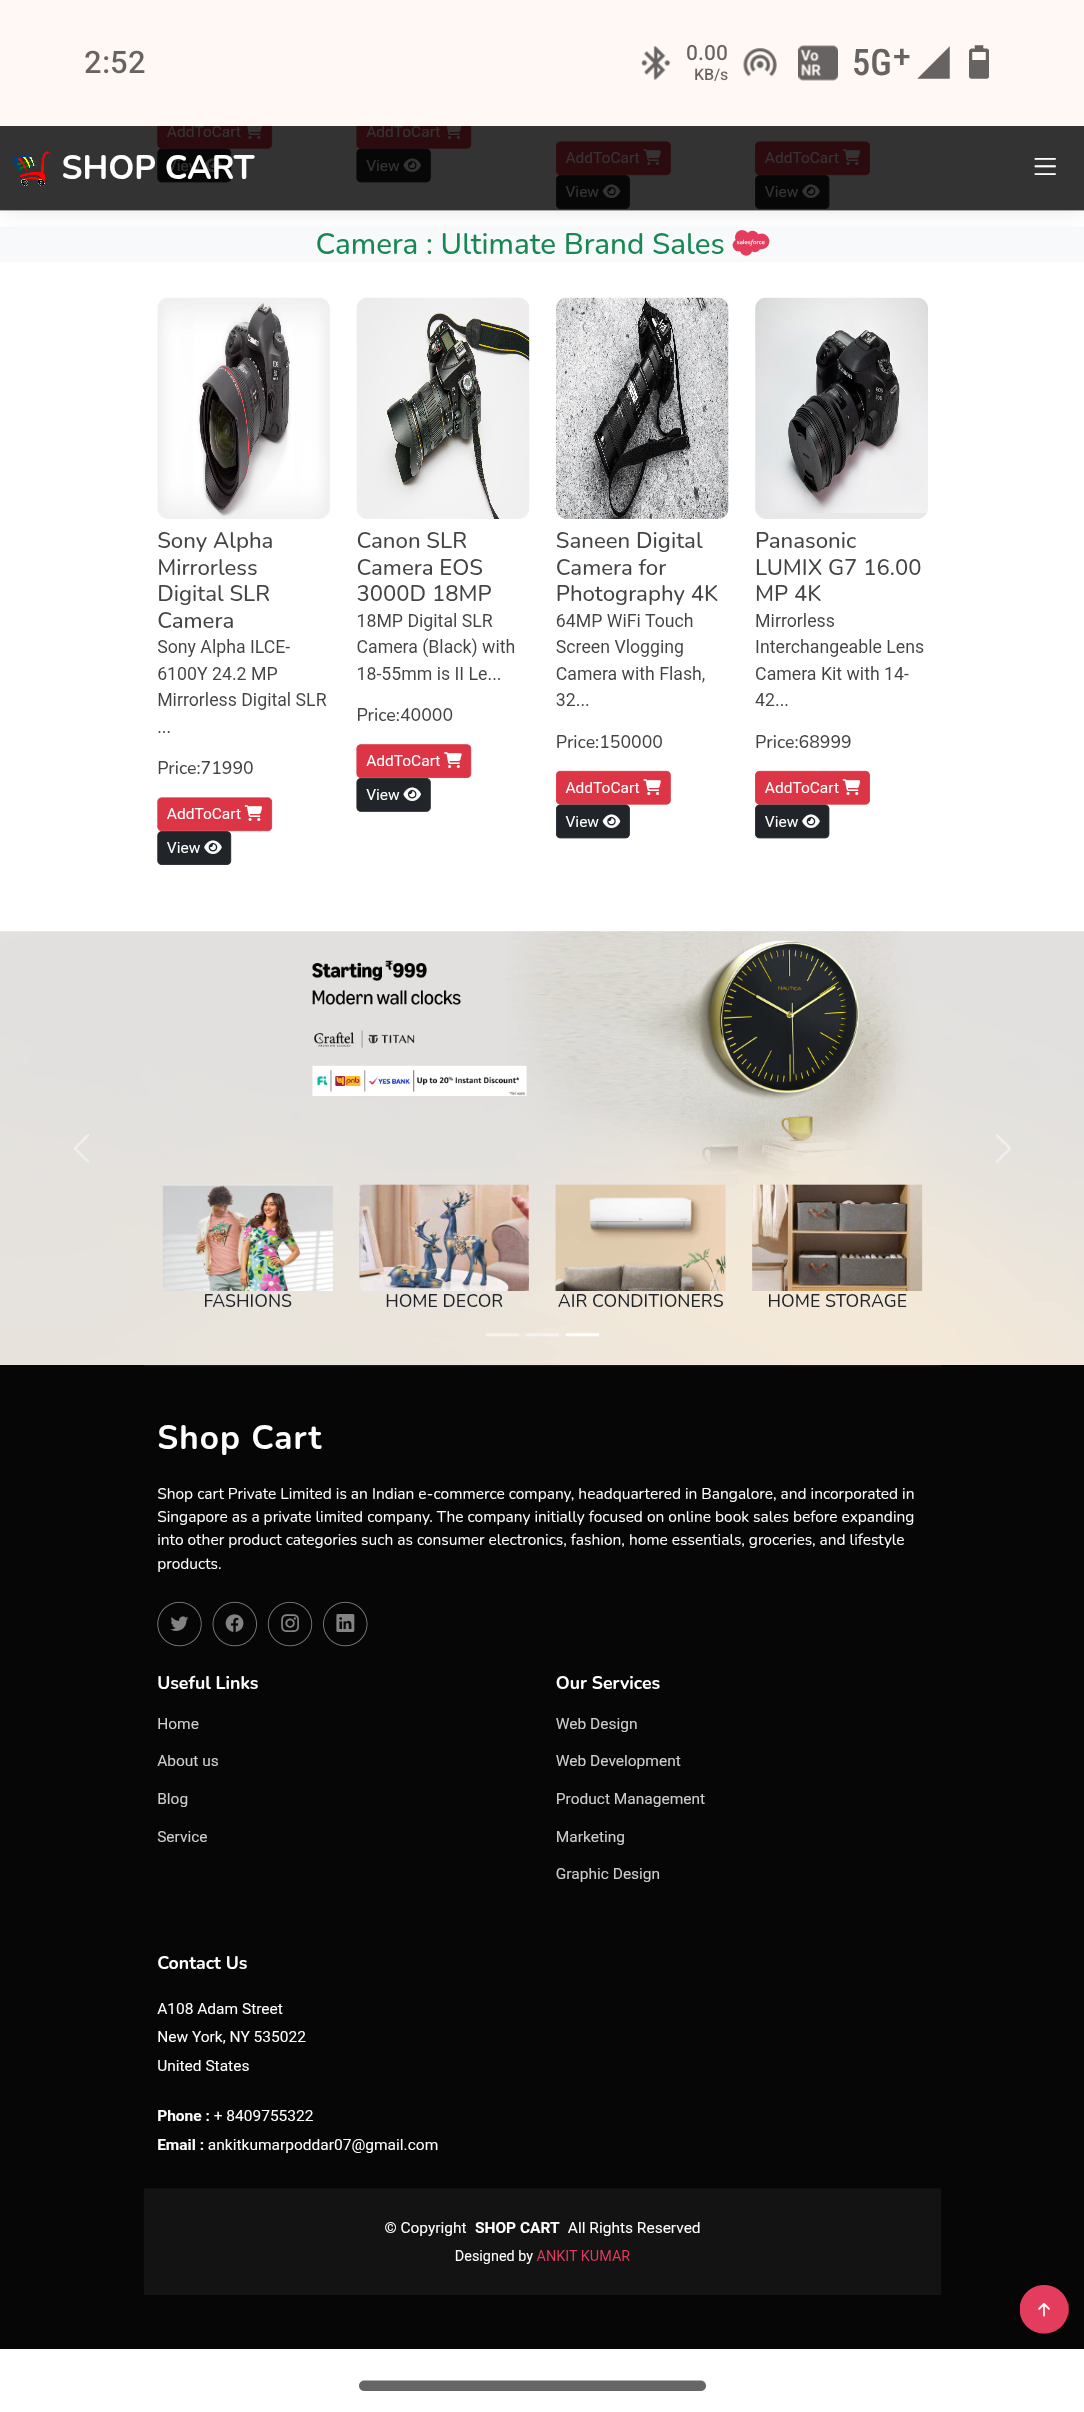 2:52
0.00
KB/s
Vo
NR
5G+
AddToCart
AddToCart
AddToCart
AddToCart
SHOP CART
View
View
View
View
Camera : Ultimate Brand Sales
salesforce
Sony Alpha
Mirrorless
Digital SLR
Camera
Sony Alpha ILCE-
6100Y 24.2 MP
Mirrorless Digital SLR
...
Price:71990
AddToCart
View
Canon SLR
Camera EOS
3000D 18MP
18MP Digital SLR
Camera (Black) with
18-55mm is II Le...
Price:40000
AddToCart
View
Saneen Digital
Camera for
Photography 4K
64MP WiFi Touch
Screen Vlogging
Camera with Flash,
32...
Price:150000
AddToCart
View
Panasonic
LUMIX G7 16.00
MP 4K
Mirrorless
Interchangeable Lens
Camera Kit with 14-
42...
Price:68999
AddToCart
View
Starting ₹999
Modern wall clocks
Craftel | TITAN
Fi pnb YES BANK Up to 20% Instant Discount*
NAUTICA
FASHIONS
HOME DECOR
AIR CONDITIONERS
HOME STORAGE
Shop Cart
Shop cart Private Limited is an Indian e-commerce company, headquartered in Bangalore, and incorporated in
Singapore as a private limited company. The company initially focused on online book sales before expanding
into other product categories such as consumer electronics, fashion, home essentials, groceries, and lifestyle
products.
Useful Links
Home
About us
Blog
Service
Our Services
Web Design
Web Development
Product Management
Marketing
Graphic Design
Contact Us
A108 Adam Street
New York, NY 535022
United States
Phone : + 8409755322
Email : ankitkumarpoddar07@gmail.com
© Copyright SHOP CART All Rights Reserved
Designed by ANKIT KUMAR